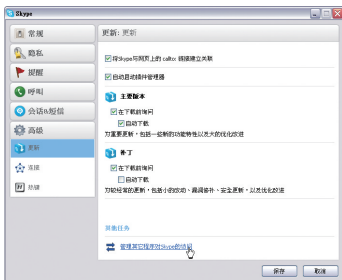 Skype
常规
隐私
提醒
呼叫
会话&短信
高级
更新
连接
热键
更新: 更新
将Skype与网页上的 callto: 链接建立关联
自动启动插件管理器
主要版本
在下载前询问
自动下载
为重要更新，包括一些新的功能特性以及大的优化改进
补丁
在下载前询问
自动下载
为较经常的更新，包括小的改动、漏洞修补、安全更新，以及优化改进
其他任务
管理其它程序对Skype的访问
保存
取消